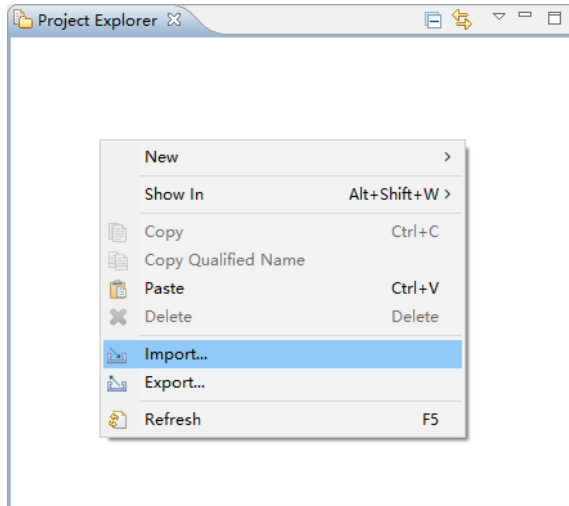 Project Explorer
New
Show In Alt+Shift+W
Copy Ctrl+C
Copy Qualified Name
Paste Ctrl+V
Delete Delete
Import...
Export...
Refresh F5